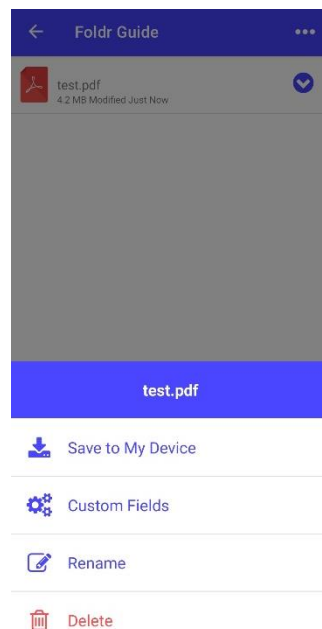 Foldr Guide
test.pdf
4.2 MB Modified Just Now
test.pdf
Save to My Device
Custom Fields
Rename
Delete